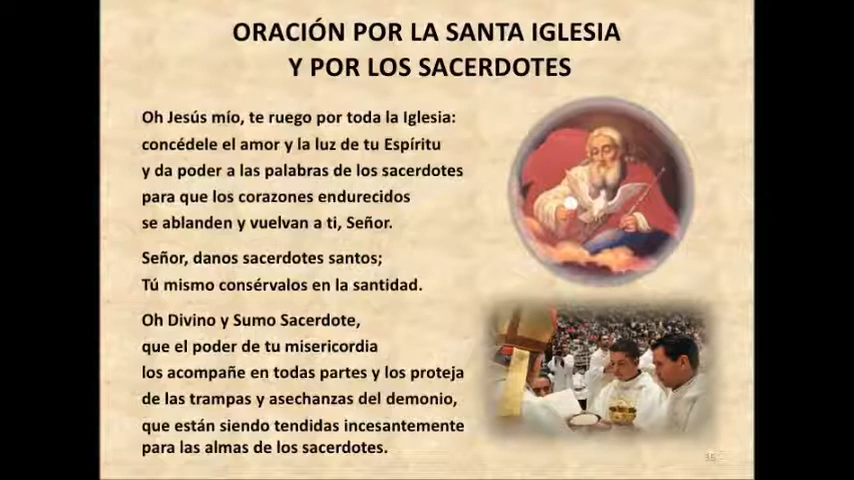 ORACIÓN POR LA SANTA IGLESIA
Y POR LOS SACERDOTES
Oh Jesús mío, te ruego por toda la Iglesia:
concédele el amor y la luz de tu Espíritu
y da poder a las palabras de los sacerdotes
para que los corazones endurecidos
se ablanden y vuelvan a ti, Señor.
Señor, danos sacerdotes santos;
Tú mismo consérvalos en la santidad.
Oh Divino y Sumo Sacerdote,
que el poder de tu misericordia
los acompañe en todas partes y los proteja
de las trampas y asechanzas del demonio,
que están siendo tendidas incesantemente
para las almas de los sacerdotes.